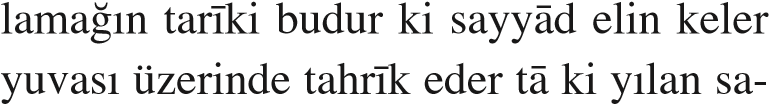 lamağın tarīki budur ki sayyād elin keler
yuvası üzerinde tahrīk eder tā ki yılan sa-